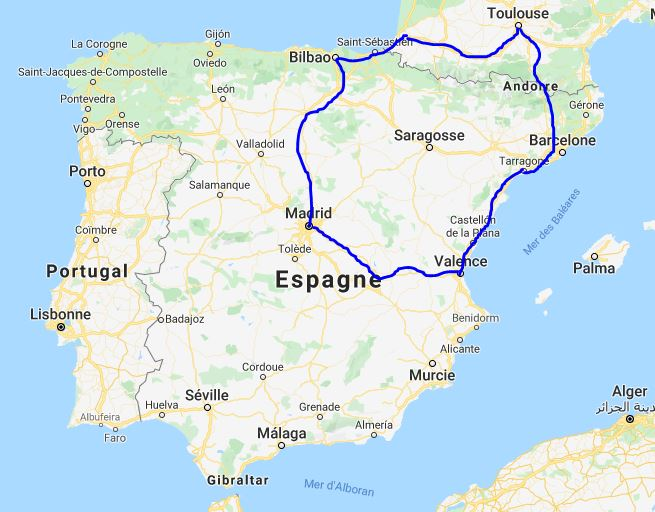 Toulouse
Gijón
La Corogne
Saint-Sébastien
Bilbao
Oviedo
Saint-Jacques-de-Compostelle
León
Andorre
Pontevedra
Gérone
Orense
Vigo
Saragosse
Valladolid
Barcelone
Tarragone
Porto
Salamanque
Madrid
Castellón
de la Plana
Mer des Baléares
Coïmbre
Tolède
Valence
Palma
Portugal
Espagne
Lisbonne
Badajoz
Benidorm
Alicante
Cordoue
Murcie
Alger
مدينة الجزائر
Séville
Huelva
Grenade
Albufeira
Faro
Málaga
Almería
Gibraltar
Mer d'Alboran